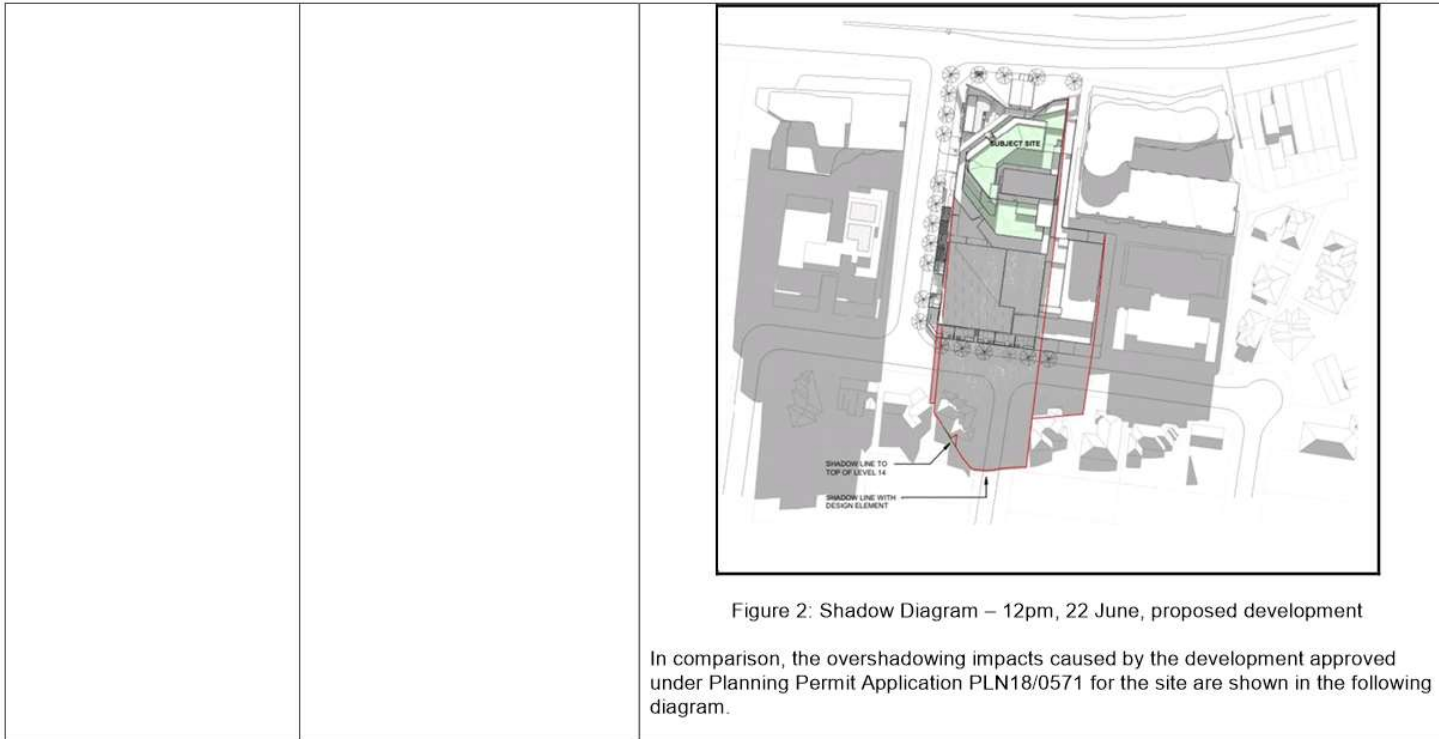 SUBJECT SITE
SHADOW LINE TO
TOP OF LEVEL 14
SHADOW LINE WITH
DESIGN ELEMENT
Figure 2: Shadow Diagram – 12pm, 22 June, proposed development
In comparison, the overshadowing impacts caused by the development approved
under Planning Permit Application PLN18/0571 for the site are shown in the following
diagram.